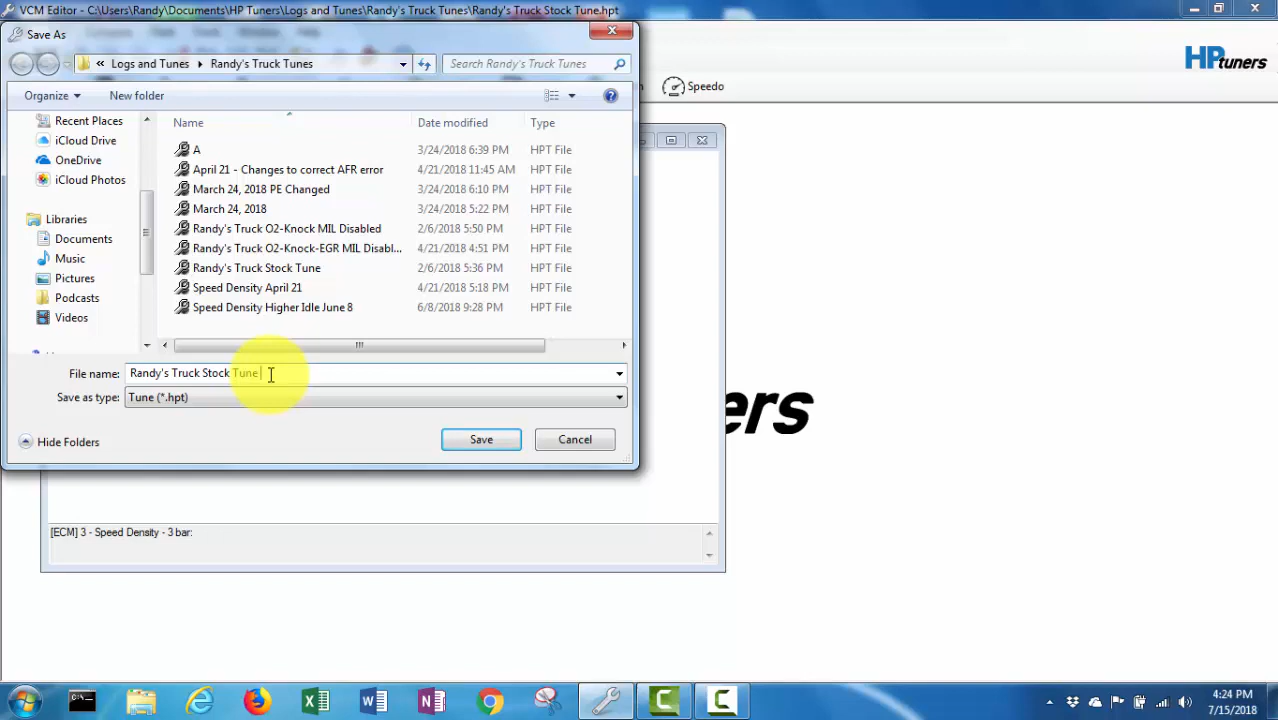 VCM Editor - C:\Users\Randy\Documents\HP Tuners\Logs and Tunes\Randy's Truck Tunes\Randy's Truck Stock Tune.hpt
Save As
« Logs and Tunes Randy's Truck Tunes
Search Randy's Truck Tunes
HP tuners
Organize New folder
Speedo
Name Date modified Type
Recent Places
iCloud Drive
OneDrive
iCloud Photos
Libraries
Documents
Music
Pictures
Podcasts
Videos
A 3/24/2018 6:39 PM HPT File
April 21 - Changes to correct AFR error 4/21/2018 11:45 AM HPT File
March 24, 2018 PE Changed 3/24/2018 6:10 PM HPT File
March 24, 2018 3/24/2018 5:22 PM HPT File
Randy's Truck O2-Knock MIL Disabled 2/6/2018 5:50 PM HPT File
Randy's Truck O2-Knock-EGR MIL Disabl... 4/21/2018 4:51 PM HPT File
Randy's Truck Stock Tune 2/6/2018 5:36 PM HPT File
Speed Density April 21 4/21/2018 5:18 PM HPT File
Speed Density Higher Idle June 8 6/8/2018 9:28 PM HPT File
File name: Randy's Truck Stock Tune
Save as type: Tune (*.hpt)
Hide Folders Save Cancel
ers
[ECM] 3 - Speed Density - 3 bar:
4:24 PM
7/15/2018